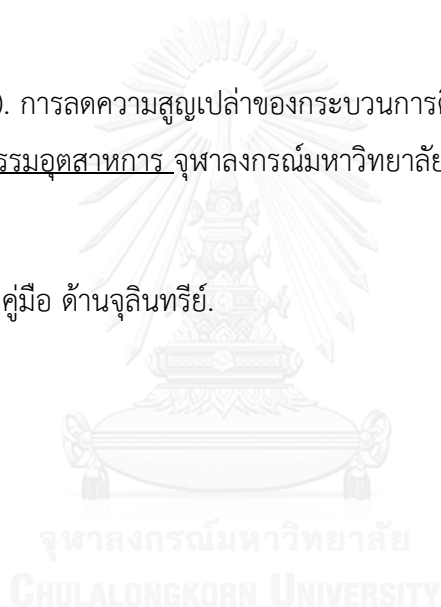 ). การลดความสูญเปล่าของกระบวนการ
รรมอุตสาหการ จุฬาลงกรณ์มหาวิทยาลัย
คู่มือ ด้านจุลินทรีย์.
จุฬาลงกรณ์มหาวิทยาลัย
CHULALONGKORN UNIVERSITY